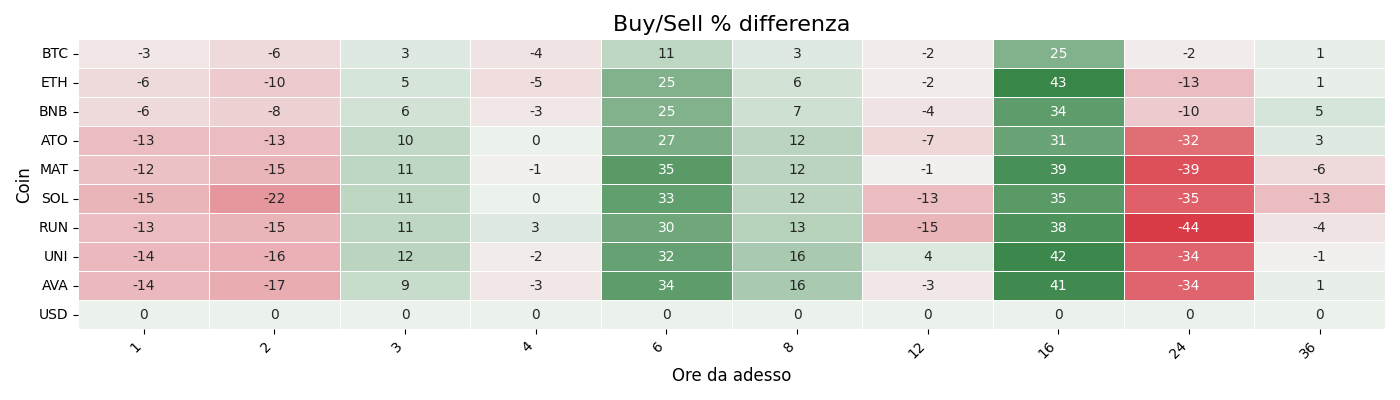 Buy/Sell % differenza
Coin
BTC -3 -6 3 -4 11 3 -2 25 -2 1
ETH -6 -10 5 -5 25 6 -2 43 -13 1
BNB -6 -8 6 -3 25 7 -4 34 -10 5
ATO -13 -13 10 0 27 12 -7 31 -32 3
MAT -12 -15 11 -1 35 12 -1 39 -39 -6
SOL -15 -22 11 0 33 12 -13 35 -35 -13
RUN -13 -15 11 3 30 13 -15 38 -44 -4
UNI -14 -16 12 -2 32 16 4 42 -34 -1
AVA -14 -17 9 -3 34 16 -3 41 -34 1
USD 0 0 0 0 0 0 0 0 0 0
1 2 3 4 6 8 12 16 24 36
Ore da adesso